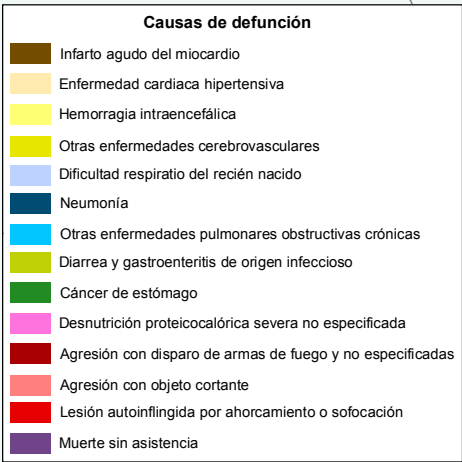 Causas de defunción
Infarto agudo del miocardio
Enfermedad cardiaca hipertensiva
Hemorragia intraencefálica
Otras enfermedades cerebrovasculares
Dificultad respiratio del recién nacido
Neumonía
Otras enfermedades pulmonares obstructivas crónicas
Diarrea y gastroenteritis de origen infeccioso
Cáncer de estómago
Desnutrición proteicocalórica severa no especificada
Agresión con disparo de armas de fuego y no especificadas
Agresión con objeto cortante
Lesión autoinflingida por ahorcamiento o sofocación
Muerte sin asistencia